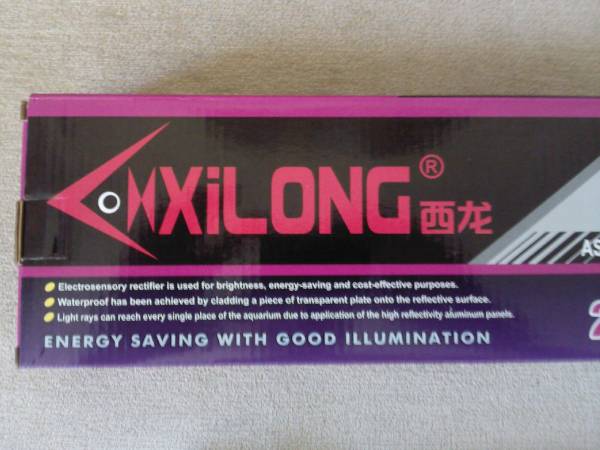 XiLONG® 西龙
AS
Electrosensory rectifier is used for brightness, energy-saving and cost-effective purposes.
Waterproof has been achieved by cladding a piece of transparent plate onto the reflective surface.
Light rays can reach every single place of the aquarium due to application of the high reflectivity aluminum panels.
ENERGY SAVING WITH GOOD ILLUMINATION